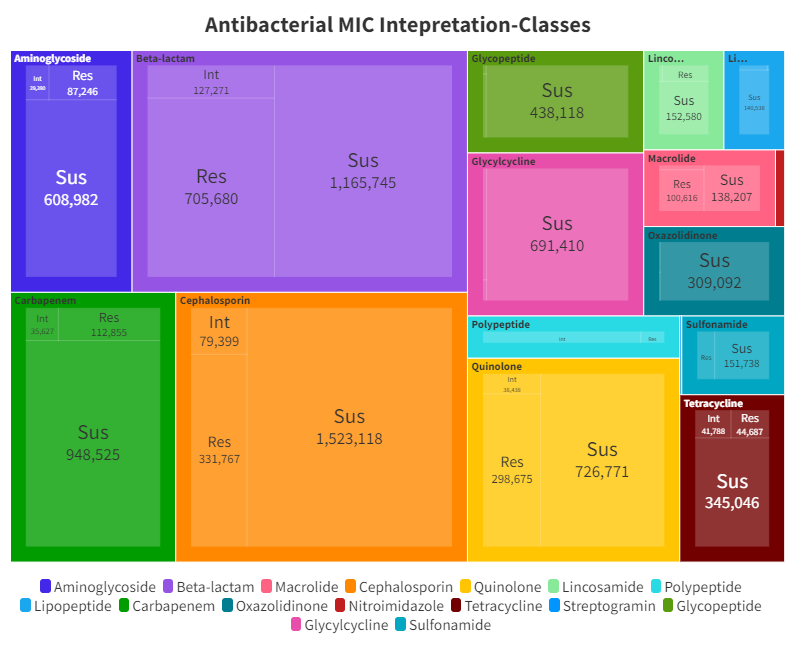 Antibacterial MIC Intepretation-Classes
Aminoglycoside
Int
Res
87,246
Sus
608,982
Beta-lactam
Int
127,271
Res
705,680
Sus
1,165,745
Glycopeptide
Sus
438,118
Linco...
Res
Sus
152,580
Li...
Sus
Glycylcycline
Sus
691,410
Macrolide
Res
100,616
Sus
138,207
Oxazolidinone
Sus
309,092
Carbapenem
Int
35,627
Res
112,855
Sus
948,525
Cephalosporin
Int
79,399
Res
331,767
Sus
1,523,118
Polypeptide
Int
Res
Sulfonamide
Res
Sus
151,738
Quinolone
Int
Res
298,675
Sus
726,771
Tetracycline
Int
41,788
Res
44,687
Sus
345,046
Aminoglycoside Beta-lactam Macrolide Cephalosporin Quinolone Lincosamide Polypeptide
Lipopeptide Carbapenem Oxazolidinone Nitroimidazole Tetracycline Streptogramin Glycopeptide
Glycylcycline Sulfonamide